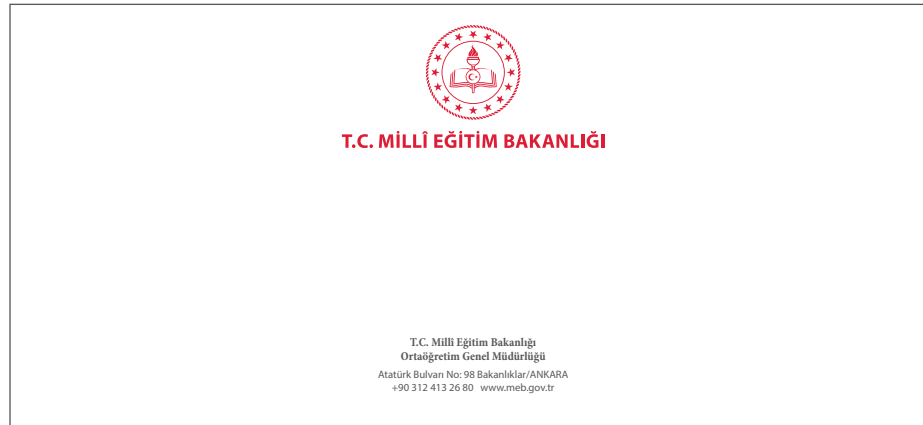 T.C. MİLLÎ EĞİTİM BAKANLIĞI
T.C. Millî Eğitim Bakanlığı
Ortaöğretim Genel Müdürlüğü
Atatürk Bulvarı No: 98 Bakanlıklar/ANKARA
+90 312 413 26 80 www.meb.gov.tr